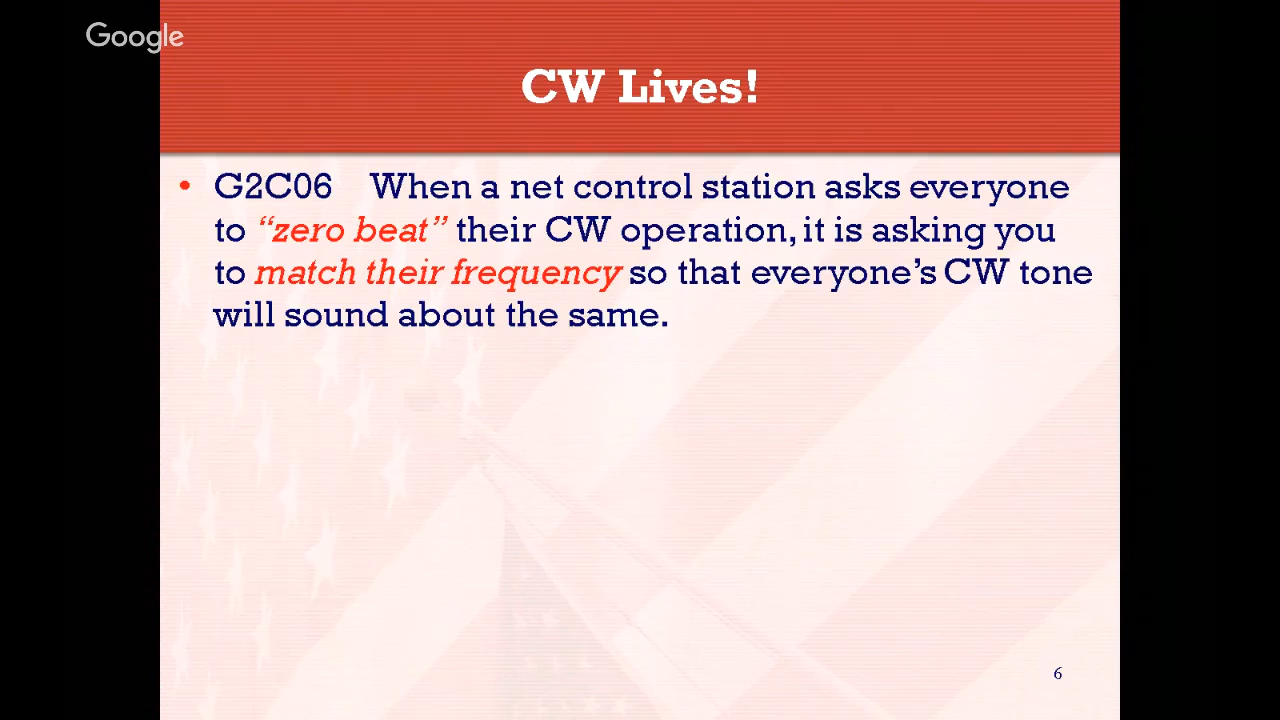 Google
CW Lives!
• G2C06 When a net control station asks everyone
to “zero beat” their CW operation, it is asking you
to match their frequency so that everyone’s CW tone
will sound about the same.
6